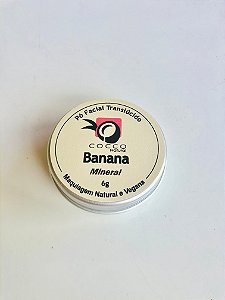 Pó Facial Translúcido
COCCO
Banana
Mineral
6g
Maquiagem Natural e Vegana